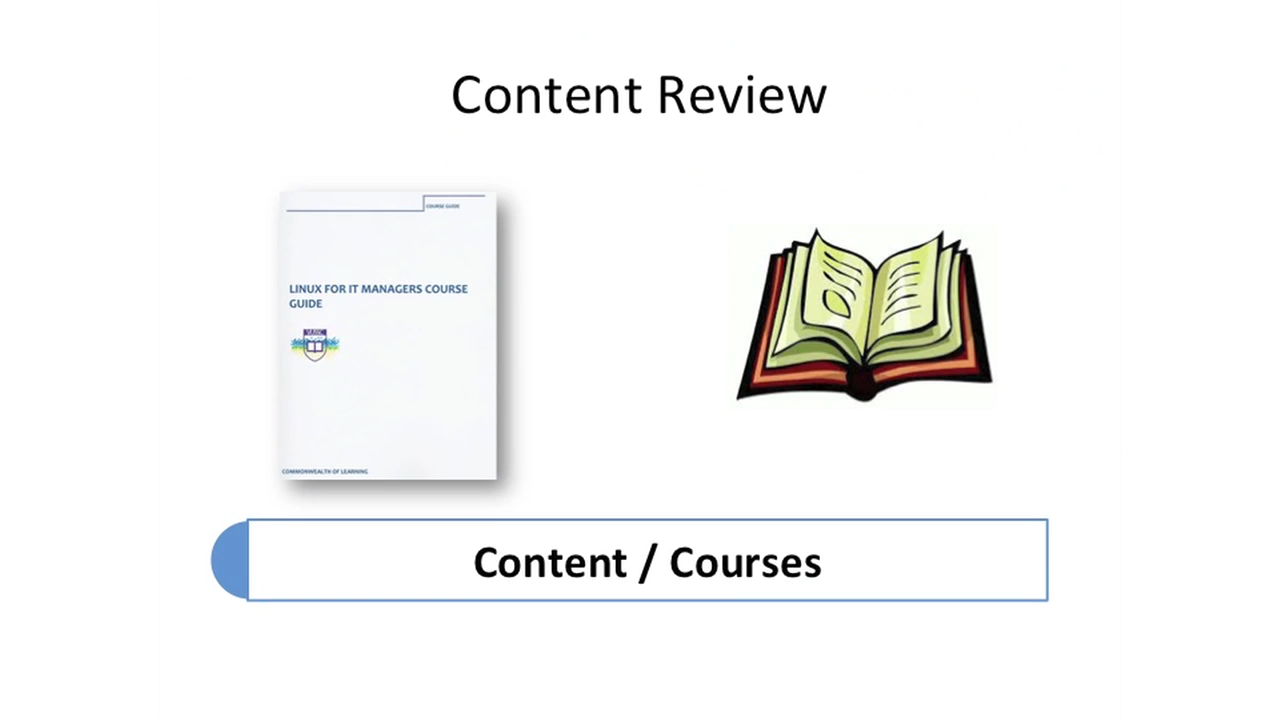 Content Review
COURSE GUIDE
LINUX FOR IT MANAGERS COURSE
GUIDE
COMMONWEALTH OF LEARNING
Content / Courses